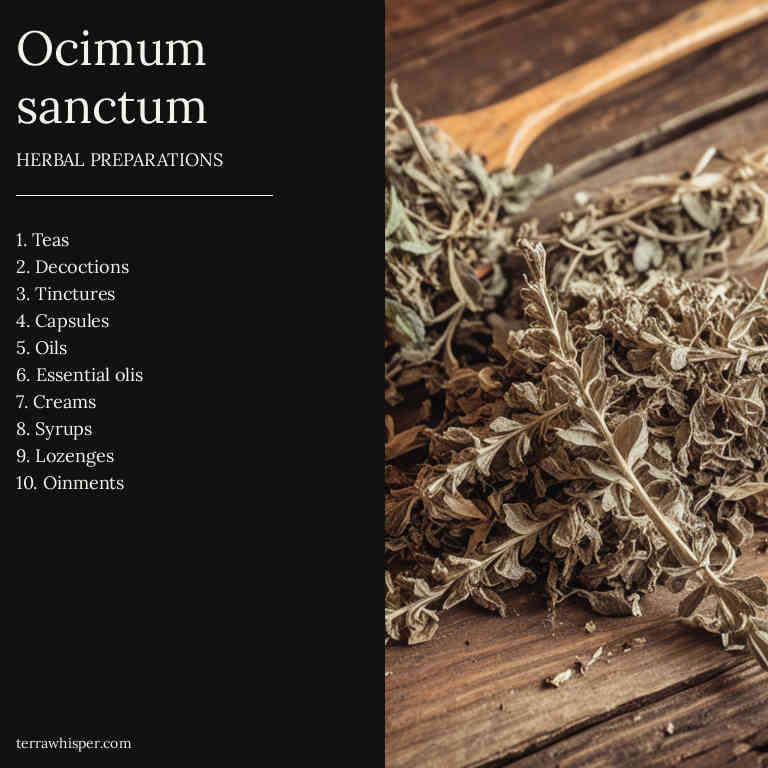 Ocimum
sanctum
HERBAL PREPARATIONS
1. Teas
2. Decoctions
3. Tinctures
4. Capsules
5. Oils
6. Essential olis
7. Creams
8. Syrups
9. Lozenges
10. Oinments
terrawhisper.com